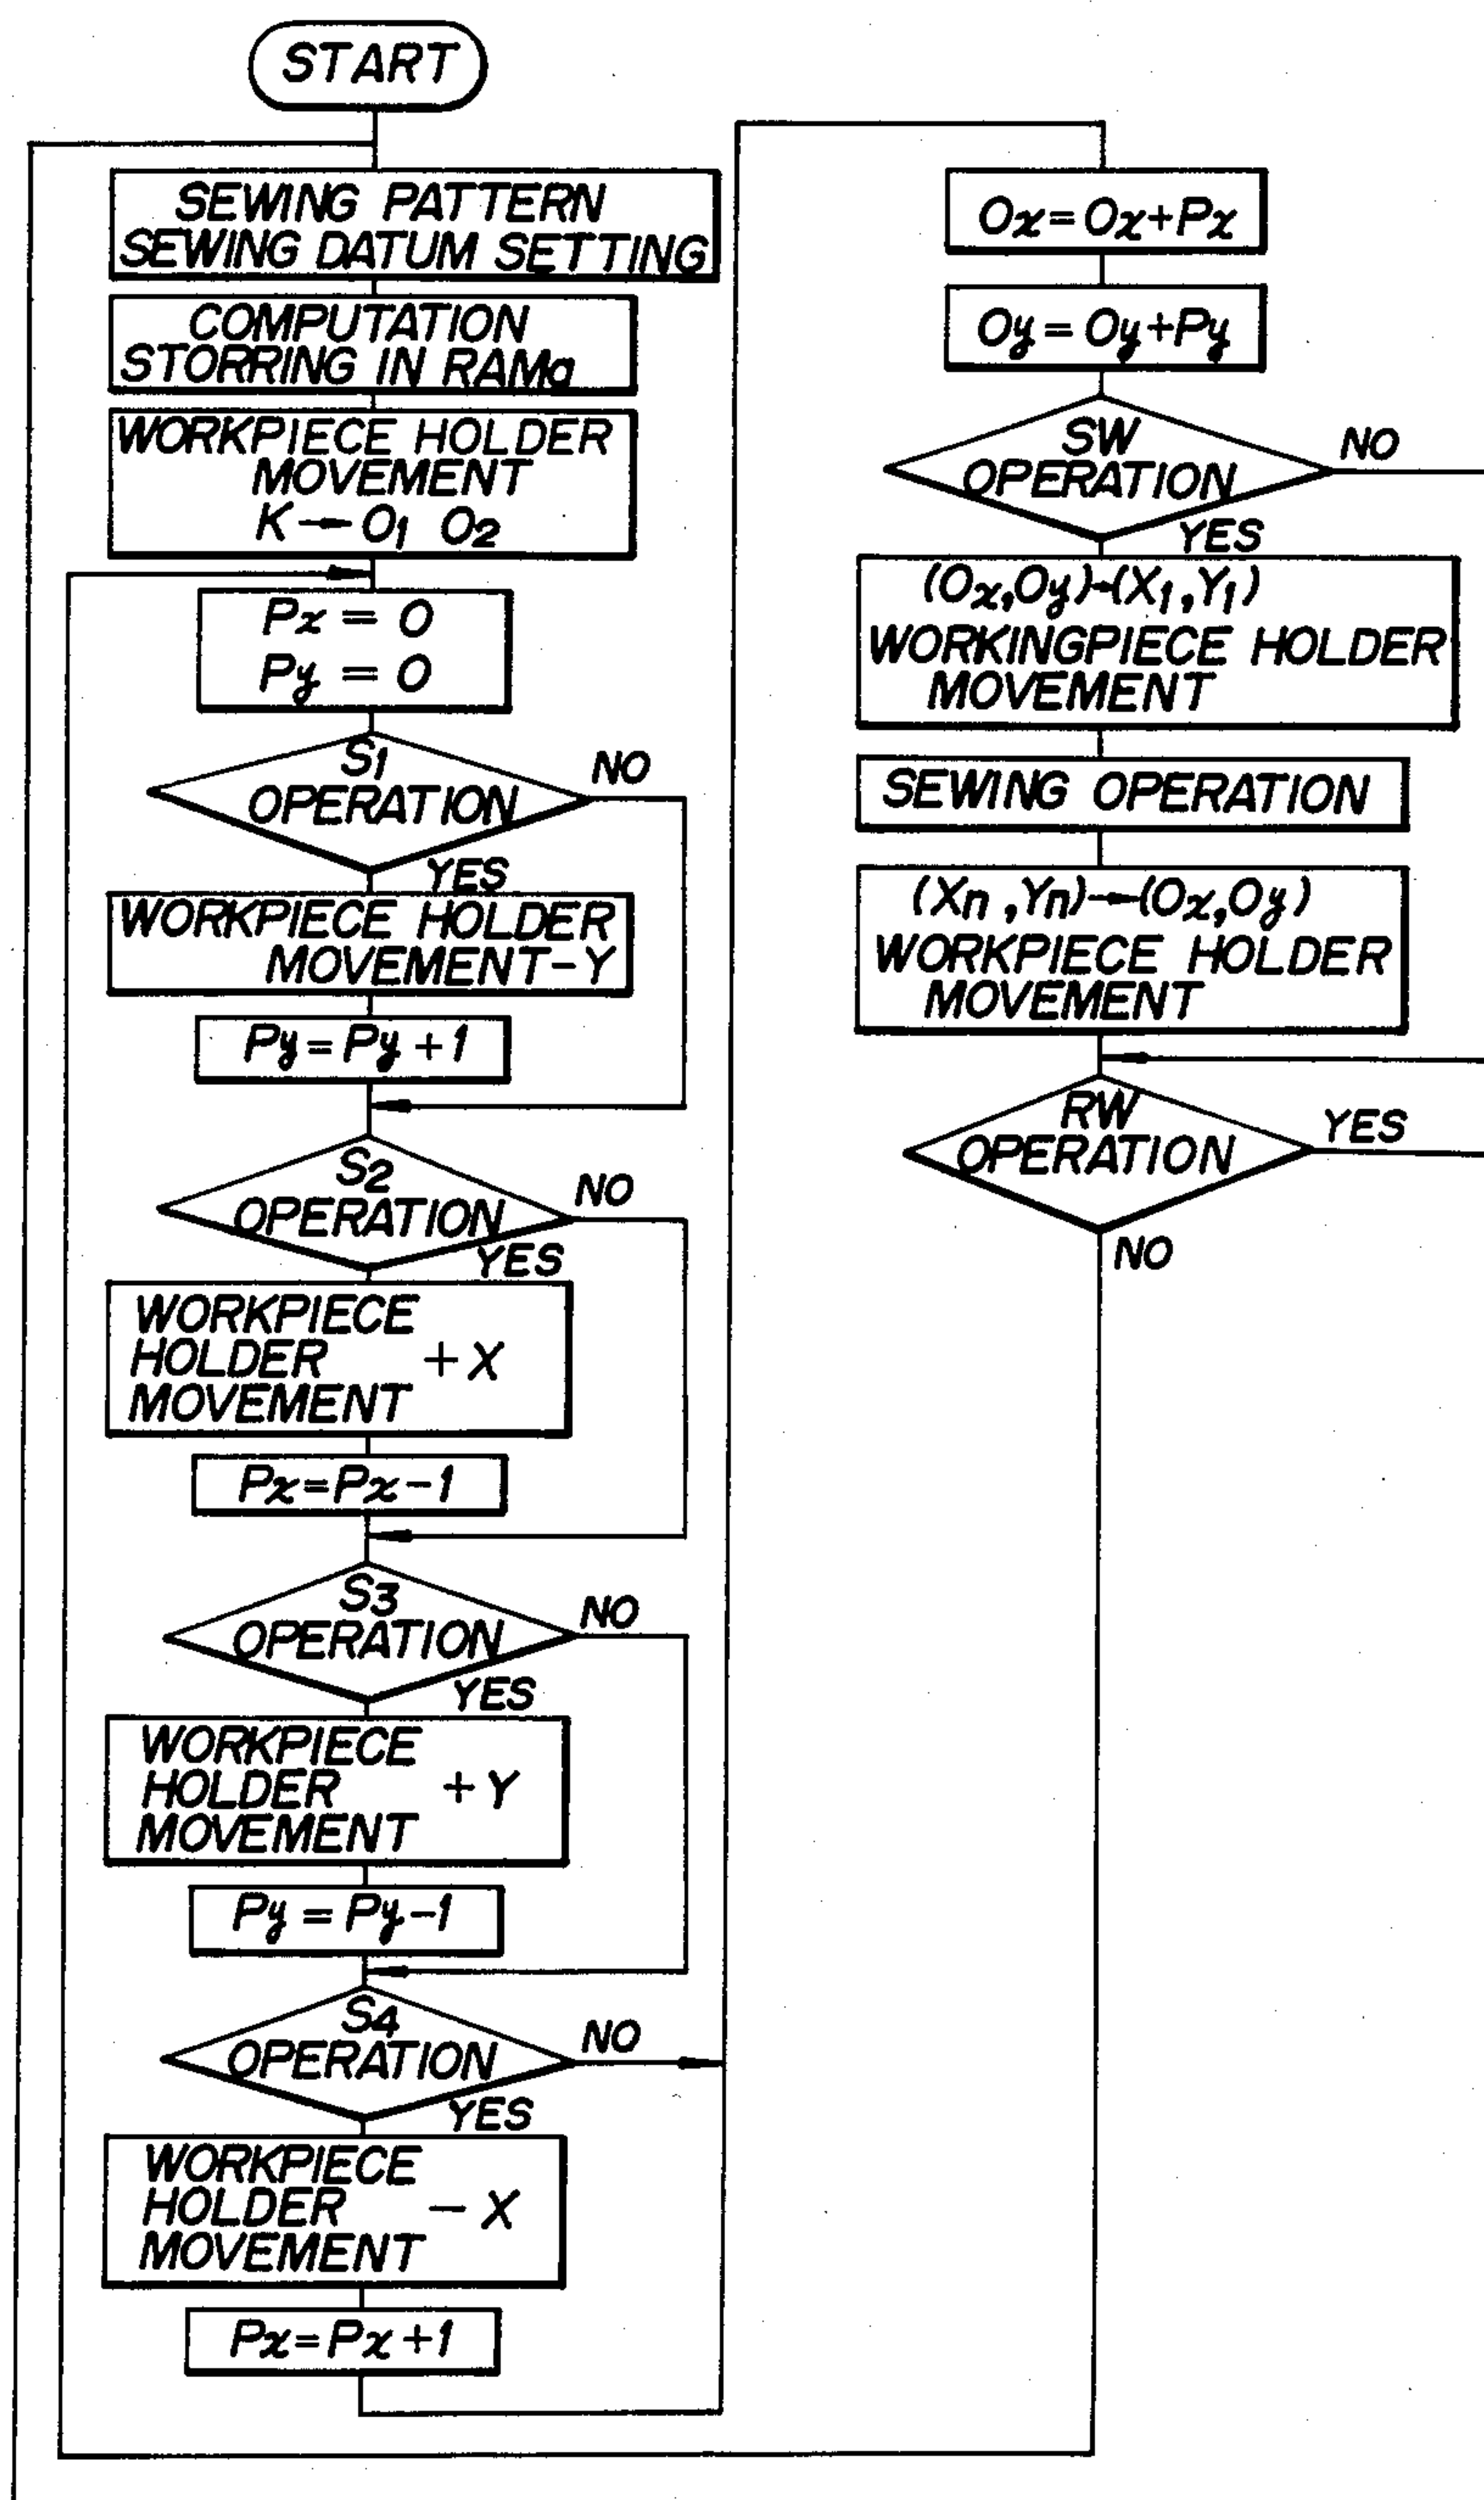 START
SEWING PATTERN
SEWING DATUM SETTING
COMPUTATION
STORRING IN RAMa
WORKPIECE HOLDER
MOVEMENT
K→O1 O2
Px = 0
Py = 0
S1
OPERATION
NO
YES
WORKPIECE HOLDER
MOVEMENT-Y
Py=Py+1
S2
OPERATION
NO
YES
WORKPIECE
HOLDER +X
MOVEMENT
Px=Px-1
S3
OPERATION
NO
YES
WORKPIECE
HOLDER +Y
MOVEMENT
Py=Py-1
S4
OPERATION
NO
YES
WORKPIECE
HOLDER -X
MOVEMENT
Px=Px+1
Ox=Ox+Px
Oy=Oy+Py
SW
OPERATION
NO
YES
(Ox,Oy)→(X1,Y1)
WORKINGPIECE HOLDER
MOVEMENT
SEWING OPERATION
(Xn,Yn)→(Ox,Oy)
WORKPIECE HOLDER
MOVEMENT
RW
OPERATION
YES
NO